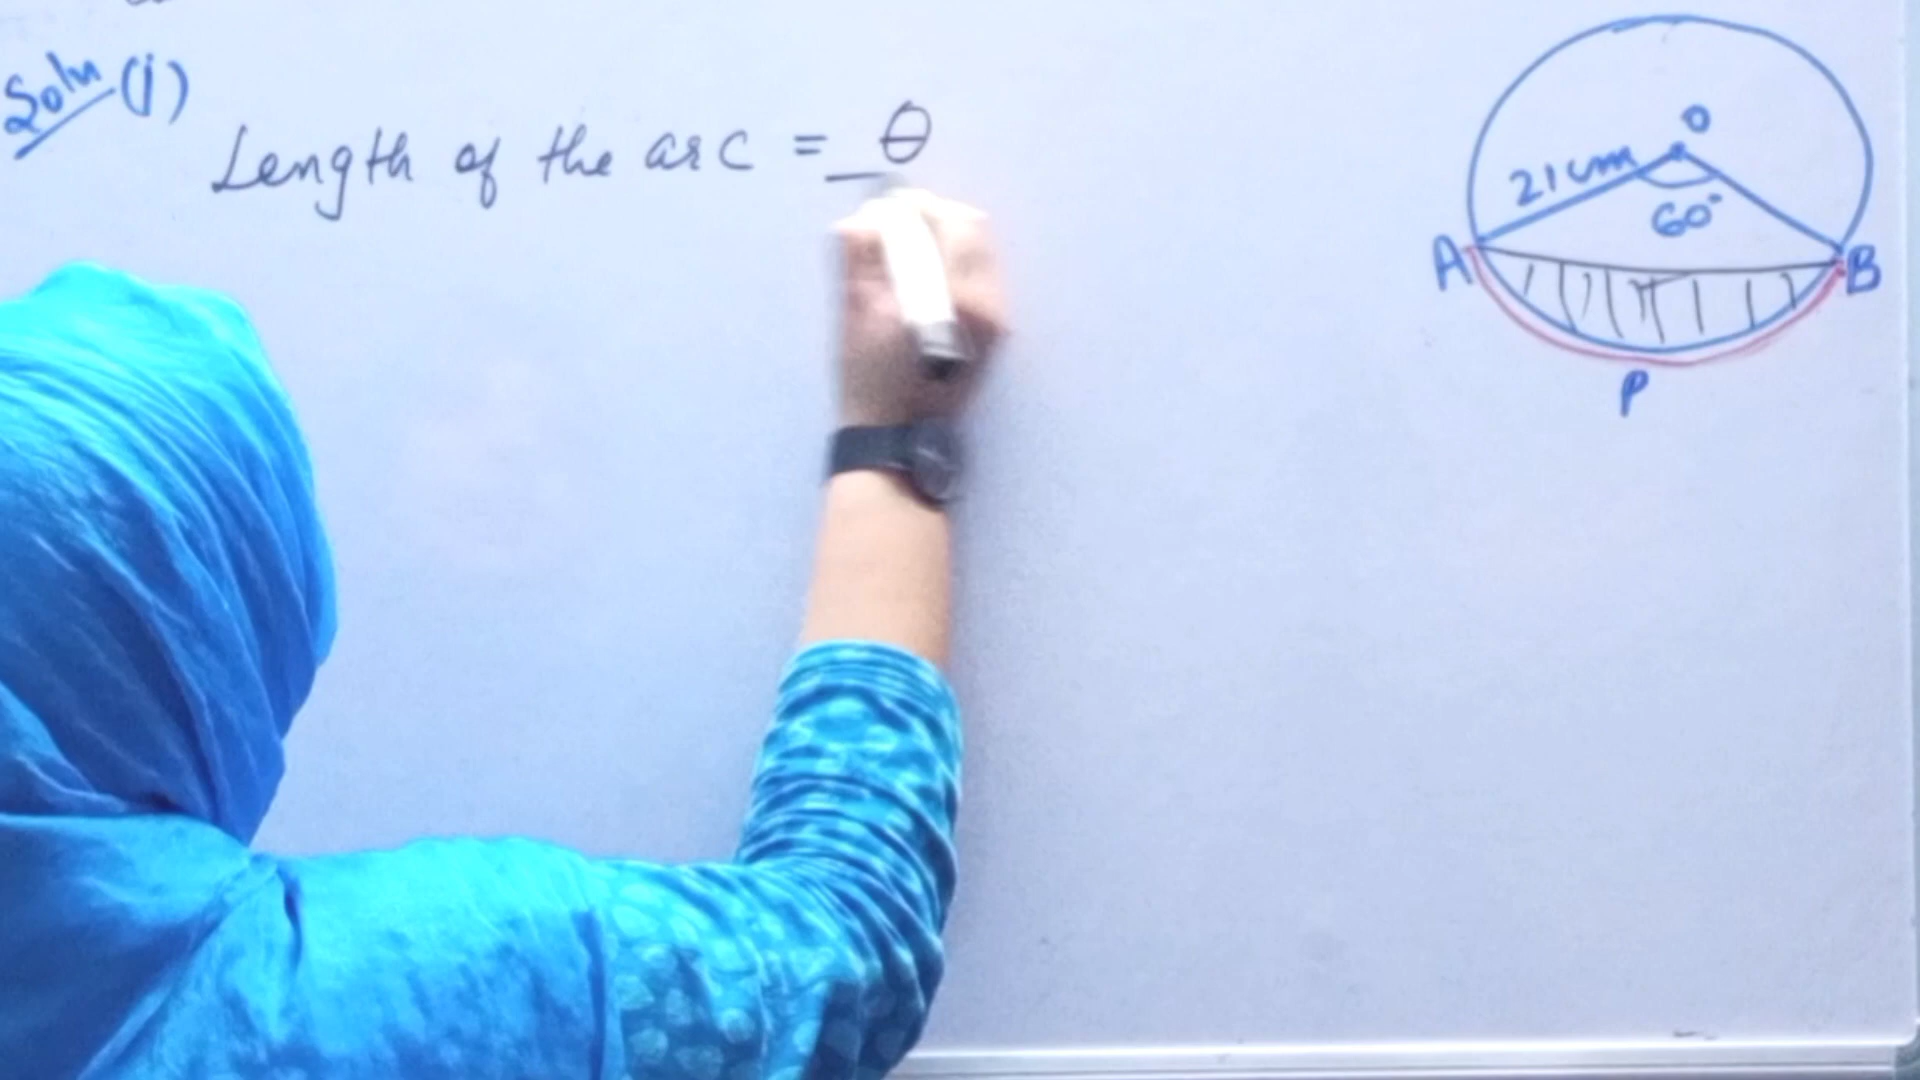 Soln (i)
Length of the arc = θ
O
21cm
60°
A
B
P